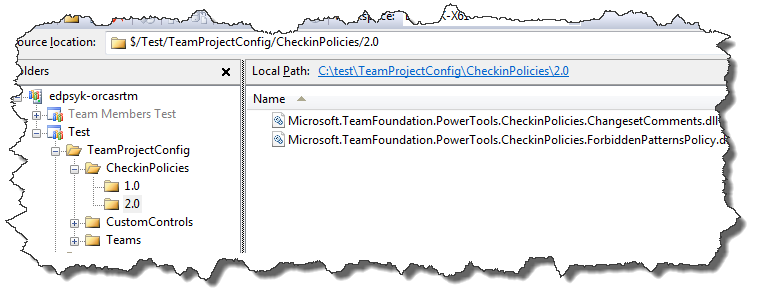 ource location: $/Test/TeamProjectConfig/CheckinPolicies/2.0
olders
Local Path: C:\test\TeamProjectConfig\CheckinPolicies\2.0
edpsyk-orcasrtm
Team Members Test
Test
TeamProjectConfig
CheckinPolicies
1.0
2.0
CustomControls
Teams
Name
Microsoft.TeamFoundation.PowerTools.CheckinPolicies.ChangesetComments.dll
Microsoft.TeamFoundation.PowerTools.CheckinPolicies.ForbiddenPatternsPolicy.d